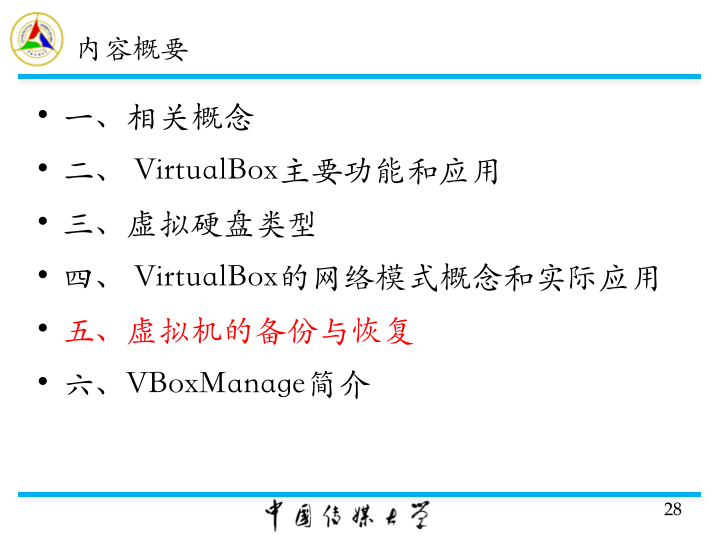 内容概要
• 一、相关概念
• 二、 VirtualBox主要功能和应用
• 三、虚拟硬盘类型
• 四、 VirtualBox的网络模式概念和实际应用
• 五、虚拟机的备份与恢复
• 六、VBoxManage简介
中国传媒大学
28